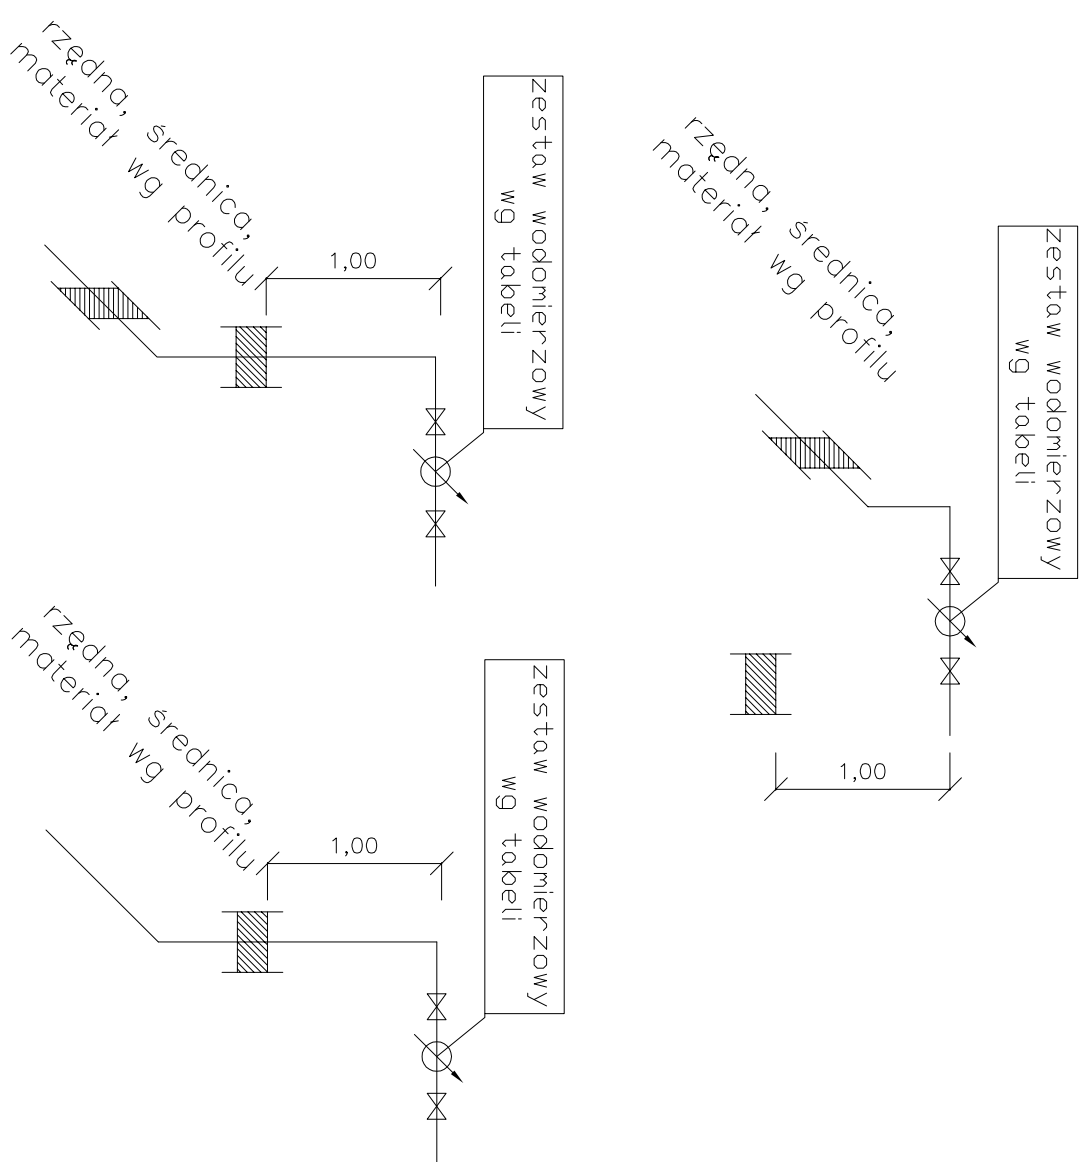 rzędna, średnica,
materiał wg profilu
zestaw wodomierzowy
wg tabeli
1,00
rzędna, średnica,
materiał wg profilu
zestaw wodomierzowy
wg tabeli
1,00
rzędna, średnica,
materiał wg profilu
zestaw wodomierzowy
wg tabeli
1,00